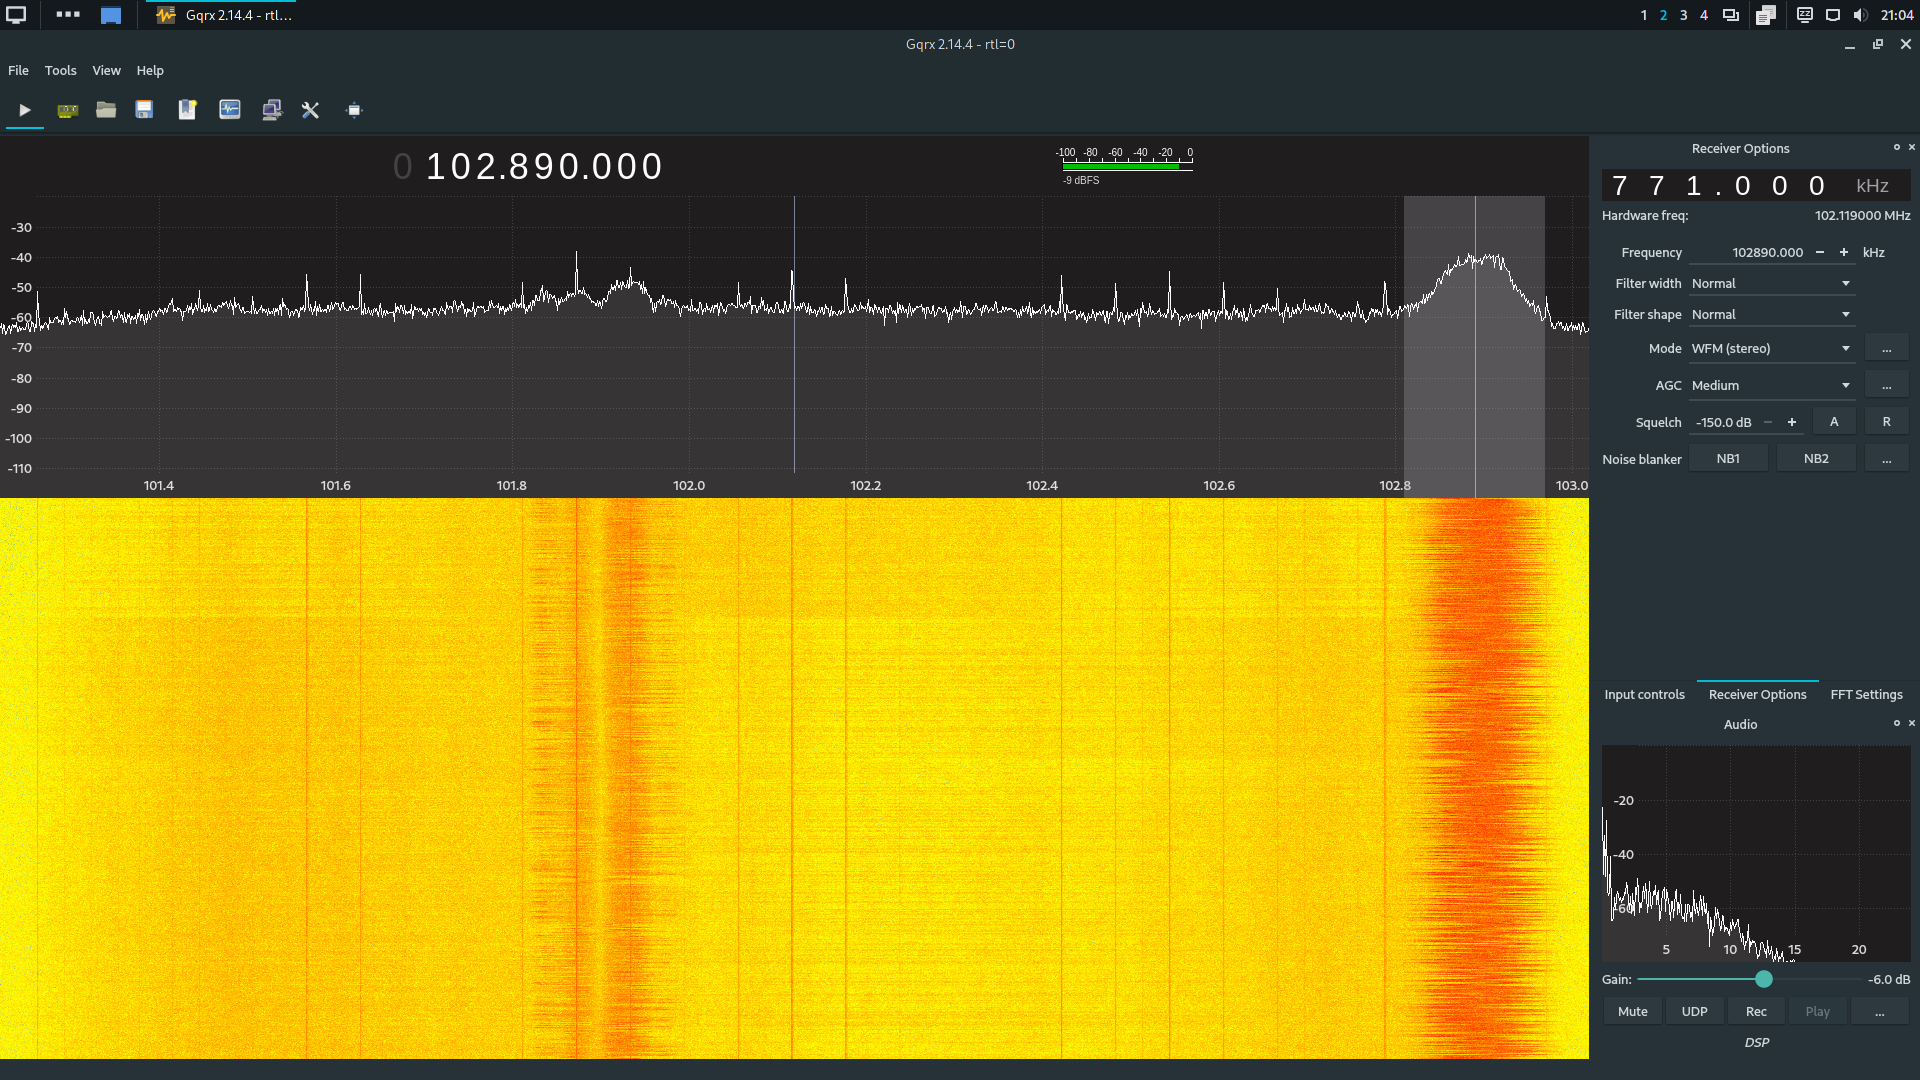 Gqrx 2.14.4 - rtl...
1 2 3 4
zz
21:04
Gqrx 2.14.4 - rtl=0
File Tools View Help
0 102.890.000
-100 -80 -60 -40 -20 0
-9 dBFS
-30
-40
-50
-60
-70
-80
-90
-100
-110
101.4 101.6 101.8 102.0 102.2 102.4 102.6 102.8 103.0
Receiver Options
771.000 kHz
Hardware freq: 102.119000 MHz
Frequency 102890.000 − + kHz
Filter width Normal
Filter shape Normal
Mode WFM (stereo) ...
AGC Medium ...
Squelch -150.0 dB − + A R
Noise blanker NB1 NB2 ...
Input controls Receiver Options FFT Settings
Audio
-20
-40
-60
5 10 15 20
Gain: -6.0 dB
Mute UDP Rec Play ...
DSP